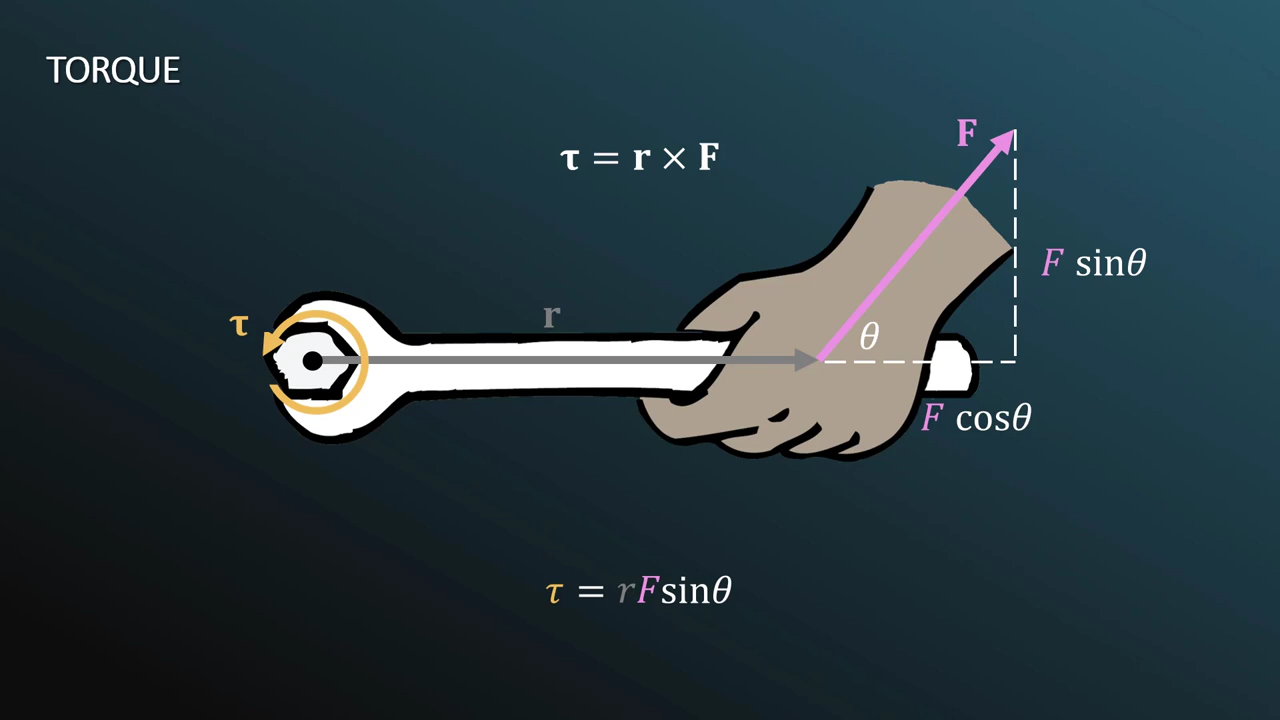 TORQUE
𝛕 = 𝐫 × 𝐅
𝐅
F sinθ
𝛕
𝐫
θ
F cosθ
τ = rFsinθ